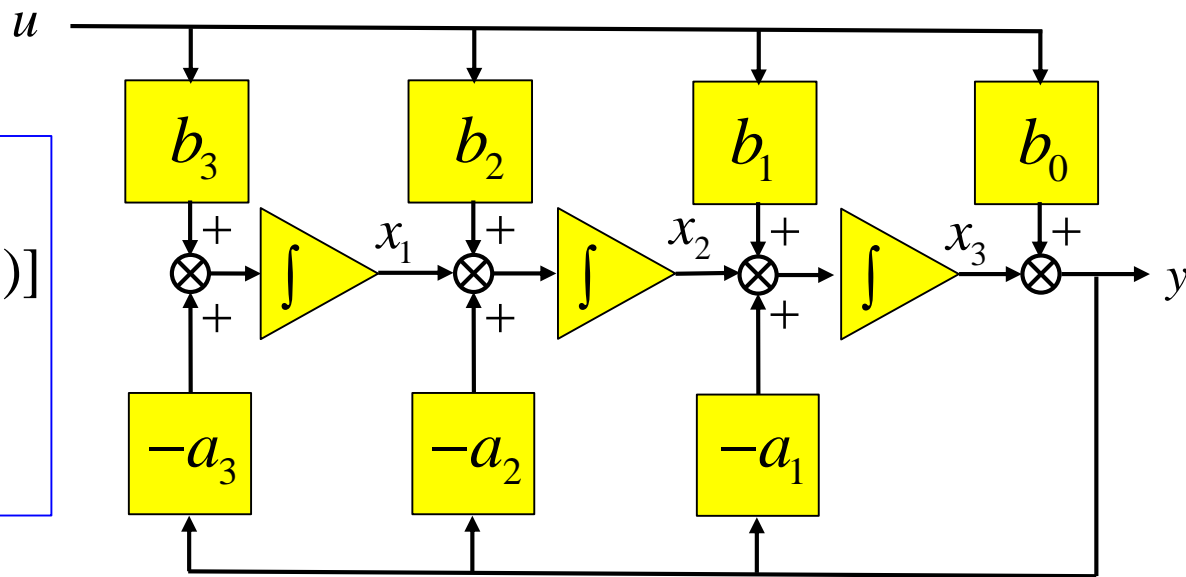 u
b₃ b₂ b₁ b₀
+ + + +
x₁ x₂ x₃
)]
∫ ∫ ∫
y
+ + +
−a₃ −a₂ −a₁